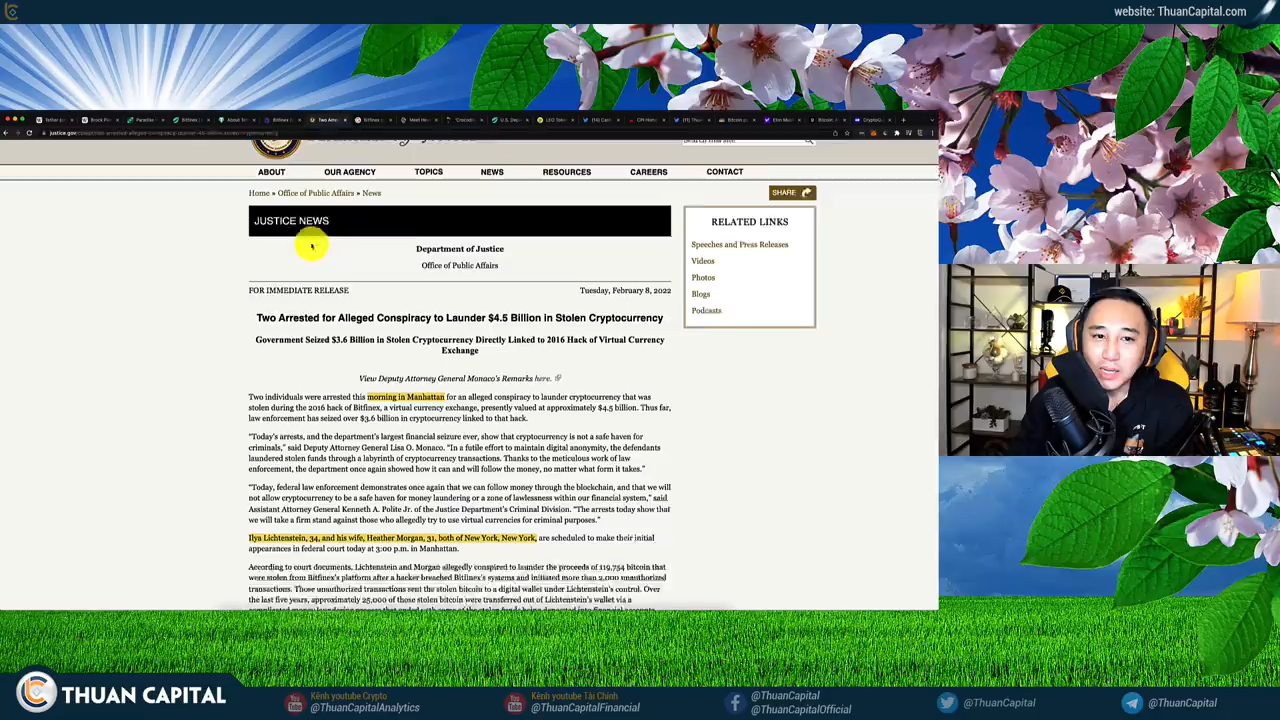 website: ThuanCapital.com
Two Arre
ABOUT OUR AGENCY TOPICS NEWS RESOURCES CAREERS CONTACT
Home » Office of Public Affairs » News
SHARE
JUSTICE NEWS
Department of Justice
Office of Public Affairs
FOR IMMEDIATE RELEASE
Tuesday, February 8, 2022
Two Arrested for Alleged Conspiracy to Launder $4.5 Billion in Stolen Cryptocurrency
Government Seized $3.6 Billion in Stolen Cryptocurrency Directly Linked to 2016 Hack of Virtual Currency
Exchange
View Deputy Attorney General Monaco's Remarks here.
Two individuals were arrested this morning in Manhattan for an alleged conspiracy to launder cryptocurrency that was
stolen during the 2016 hack of Bitfinex, a virtual currency exchange, presently valued at approximately $4.5 billion. Thus far,
law enforcement has seized over $3.6 billion in cryptocurrency linked to that hack.
"Today's arrests, and the department's largest financial seizure ever, show that cryptocurrency is not a safe haven for
criminals," said Deputy Attorney General Lisa O. Monaco. "In a futile effort to maintain digital anonymity, the defendants
laundered stolen funds through a labyrinth of cryptocurrency transactions. Thanks to the meticulous work of law
enforcement, the department once again showed how it can and will follow the money, no matter what form it takes."
"Today, federal law enforcement demonstrates once again that we can follow money through the blockchain, and that we will
not allow cryptocurrency to be a safe haven for money laundering or a zone of lawlessness within our financial system," said
Assistant Attorney General Kenneth A. Polite Jr. of the Justice Department's Criminal Division. "The arrests today show that
we will take a firm stand against those who allegedly try to use virtual currencies for criminal purposes."
Ilya Lichtenstein, 34, and his wife, Heather Morgan, 31, both of New York, New York, are scheduled to make their initial
appearances in federal court today at 3:00 p.m. in Manhattan.
According to court documents, Lichtenstein and Morgan allegedly conspired to launder the proceeds of 119,754 bitcoin that
were stolen from Bitfinex's platform after a hacker breached Bitfinex's systems and initiated more than 2,000 unauthorized
transactions. Those unauthorized transactions sent the stolen bitcoin to a digital wallet under Lichtenstein's control. Over
the last five years, approximately 25,000 of those stolen bitcoin were transferred out of Lichtenstein's wallet via a
RELATED LINKS
Speeches and Press Releases
Videos
Photos
Blogs
Podcasts
THUAN CAPITAL
Kênh youtube Crypto
@ThuanCapitalAnalytics
Kênh youtube Tài Chính
@ThuanCapitalFinancial
@ThuanCapital
@ThuanCapitalOfficial
@ThuanCapital
@ThuanCapital